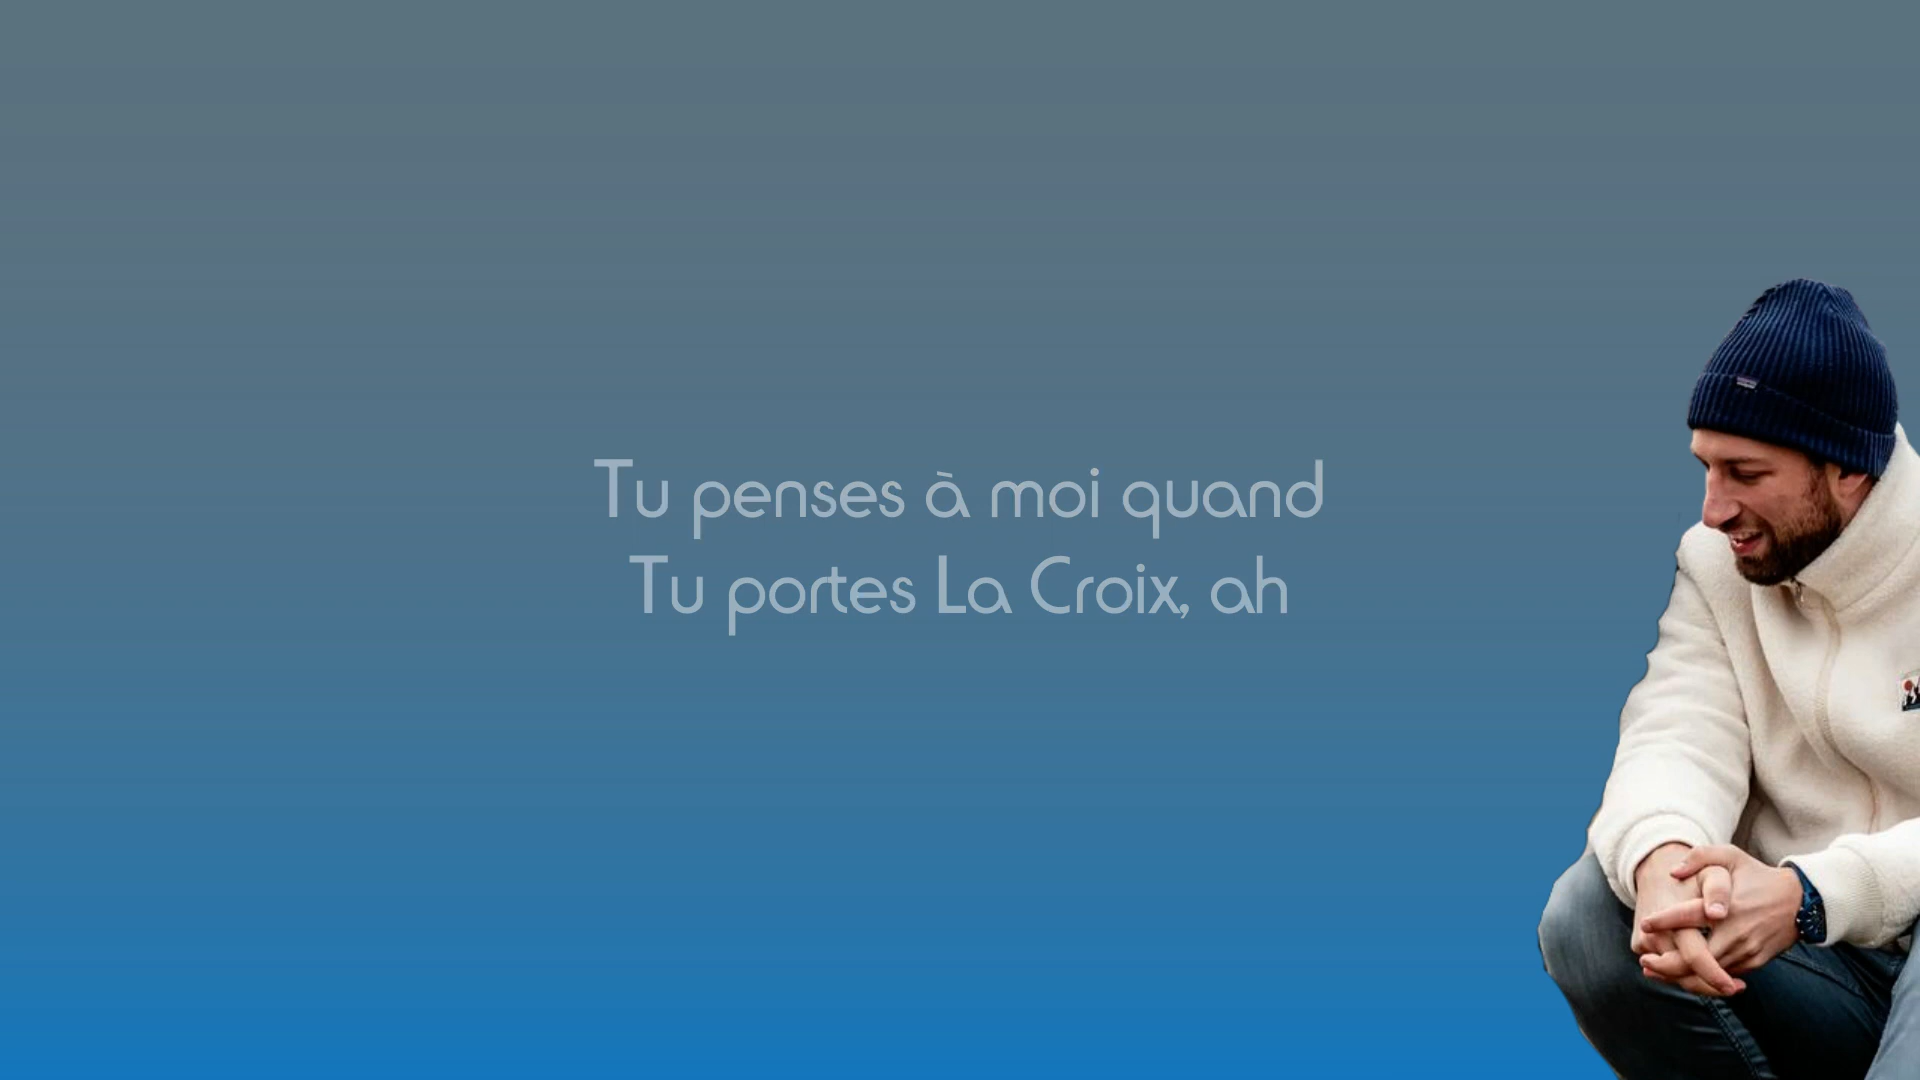 Tu penses à moi quand
Tu portes La Croix, ah